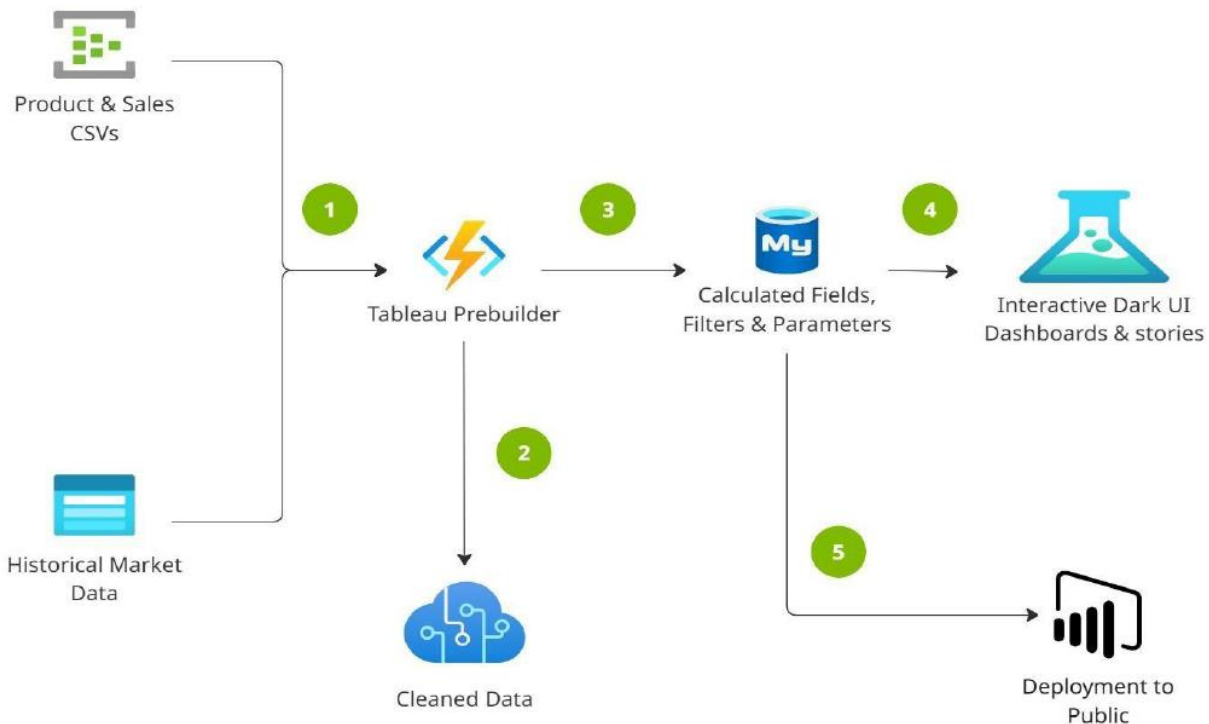 Product & Sales
CSVs
1
3
4
Tableau Prebuilder
My
Calculated Fields,
Filters & Parameters
Interactive Dark UI
Dashboards & stories
2
Historical Market
Data
5
Cleaned Data
Deployment to
Public